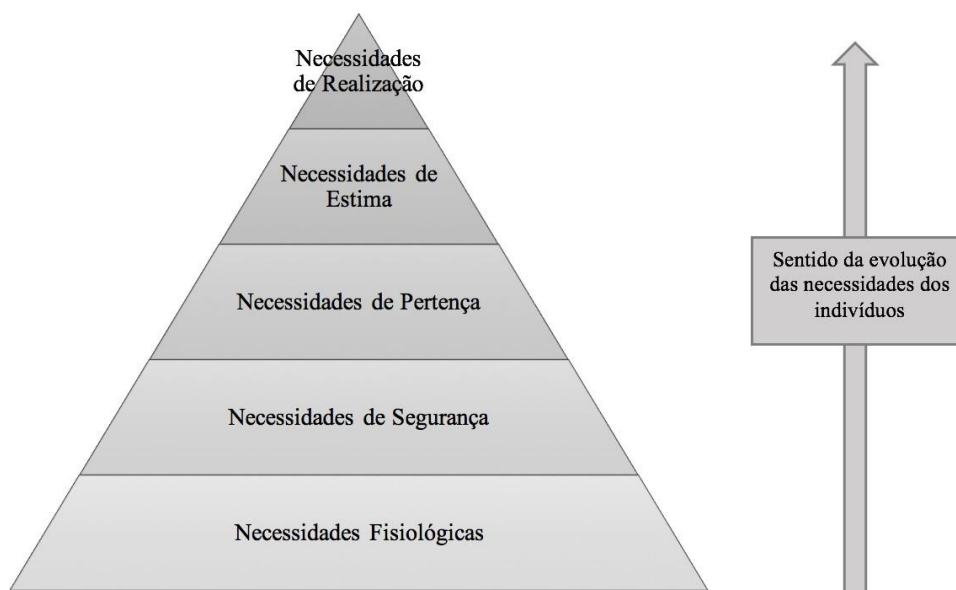 Necessidades
de Realização
Necessidades de
Estima
Necessidades de Pertença
Necessidades de Segurança
Necessidades Fisiológicas
Sentido da evolução
das necessidades dos
indivíduos